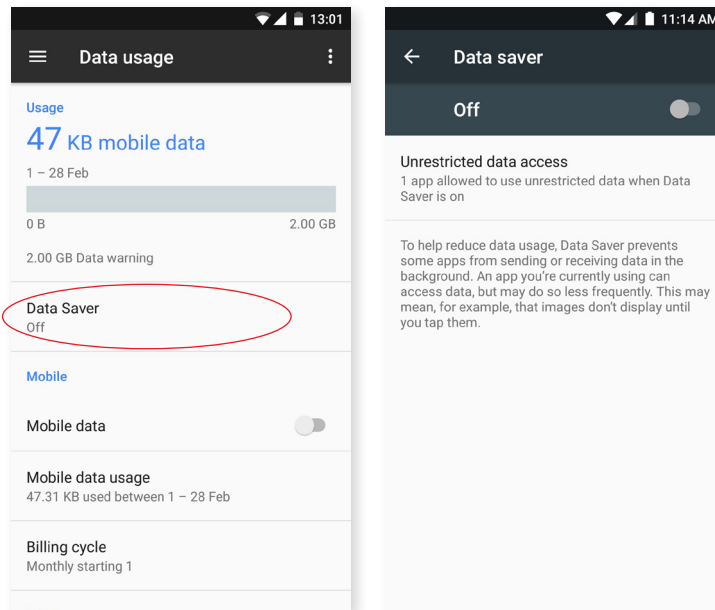 13:01
Data usage
Usage
47 KB mobile data
1 – 28 Feb
0 B 2.00 GB
2.00 GB Data warning
Data Saver
Off
Mobile
Mobile data
Mobile data usage
47.31 KB used between 1 – 28 Feb
Billing cycle
Monthly starting 1
11:14 AM
Data saver
Off
Unrestricted data access
1 app allowed to use unrestricted data when Data
Saver is on
To help reduce data usage, Data Saver prevents
some apps from sending or receiving data in the
background. An app you're currently using can
access data, but may do so less frequently. This may
mean, for example, that images don't display until
you tap them.